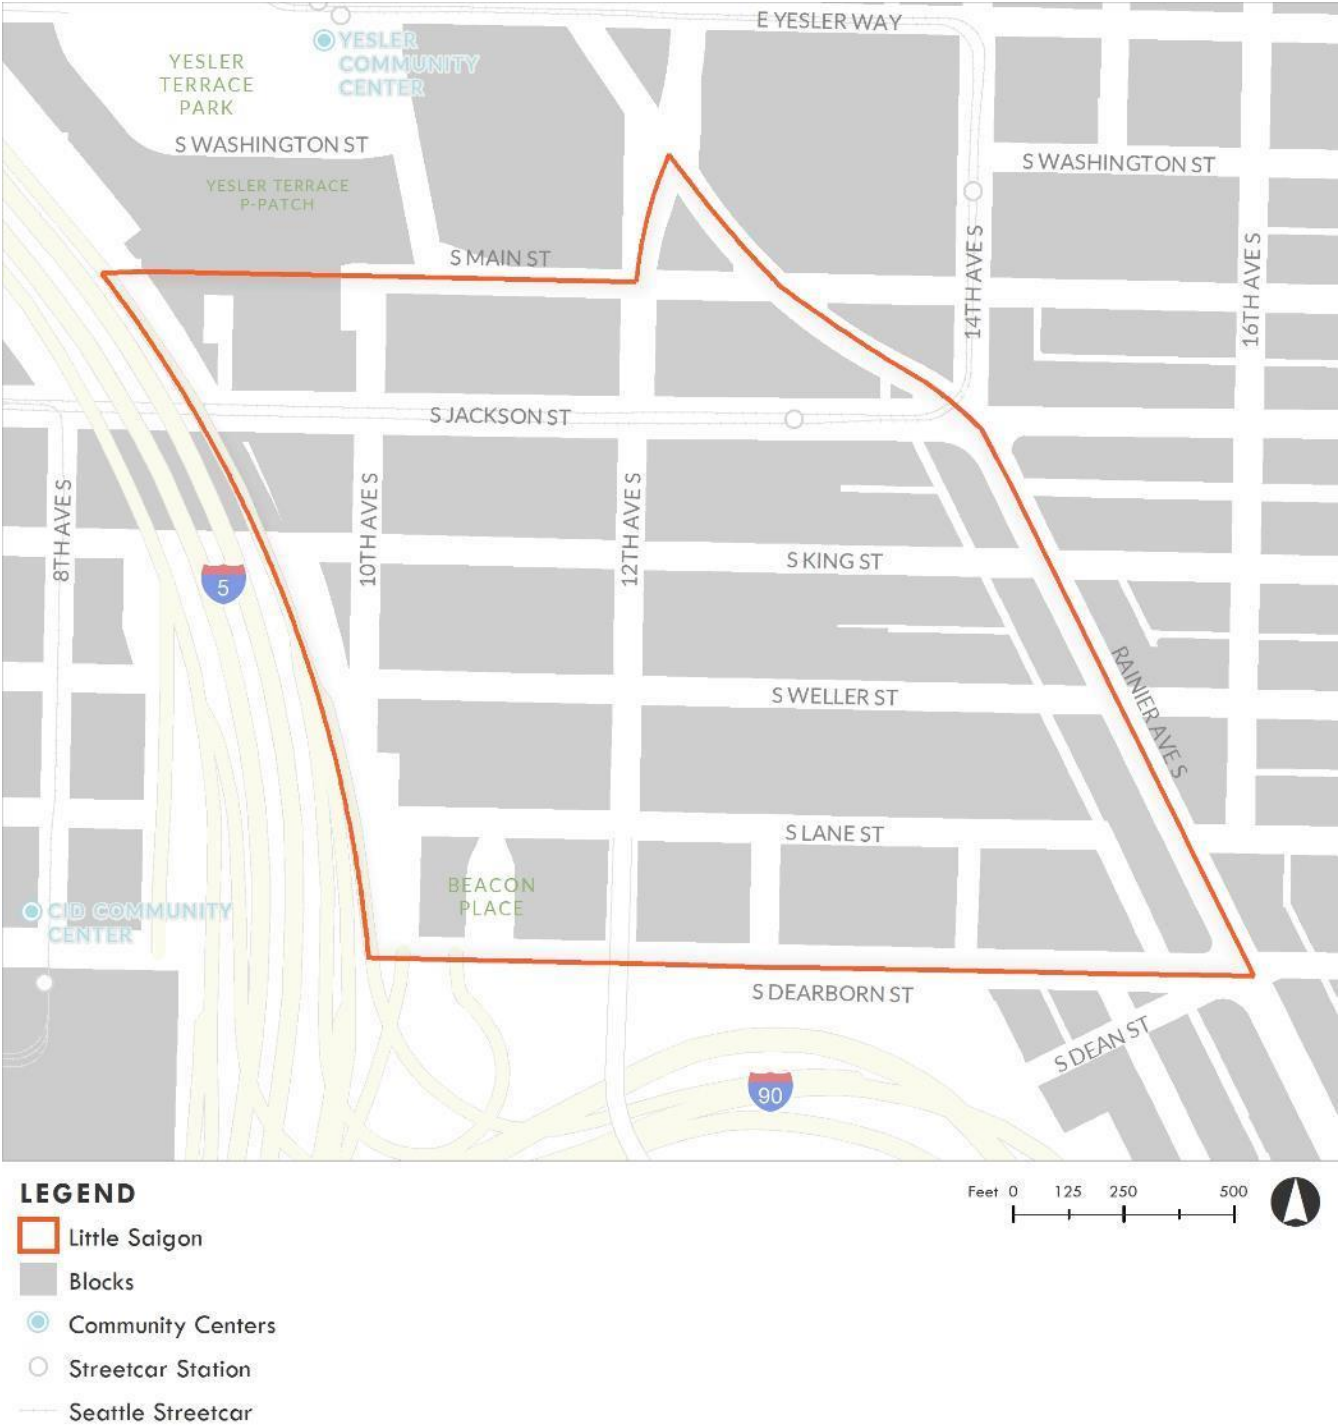 E YESLER WAY
YESLER
COMMUNITY
CENTER
YESLER
TERRACE
PARK
S WASHINGTON ST
S WASHINGTON ST
YESLER TERRACE
P-PATCH
S MAIN ST
14TH AVE S
16TH AVE S
S JACKSON ST
8TH AVE S
10TH AVE S
12TH AVE S
S KING ST
5
RAINIER AVE S
S WELLER ST
S LANE ST
BEACON
PLACE
CID COMMUNITY
CENTER
S DEARBORN ST
S DEAN ST
90
LEGEND
Feet 0 125 250 500
Little Saigon
Blocks
Community Centers
Streetcar Station
Seattle Streetcar